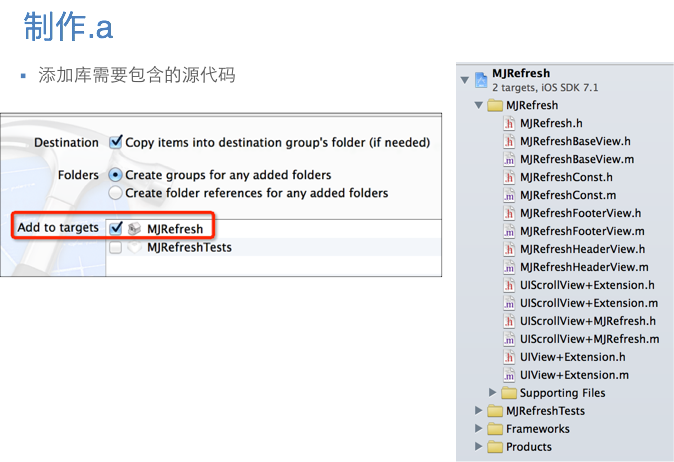 制作.a
添加库需要包含的源代码
Destination Copy items into destination group's folder (if needed)
Folders Create groups for any added folders
Create folder references for any added folders
Add to targets MJRefresh
MJRefreshTests
MJRefresh
2 targets, iOS SDK 7.1
MJRefresh
MJRefresh.h
MJRefreshBaseView.h
MJRefreshBaseView.m
MJRefreshConst.h
MJRefreshConst.m
MJRefreshFooterView.h
MJRefreshFooterView.m
MJRefreshHeaderView.h
MJRefreshHeaderView.m
UIScrollView+Extension.h
UIScrollView+Extension.m
UIScrollView+MJRefresh.h
UIScrollView+MJRefresh.m
UIView+Extension.h
UIView+Extension.m
Supporting Files
MJRefreshTests
Frameworks
Products